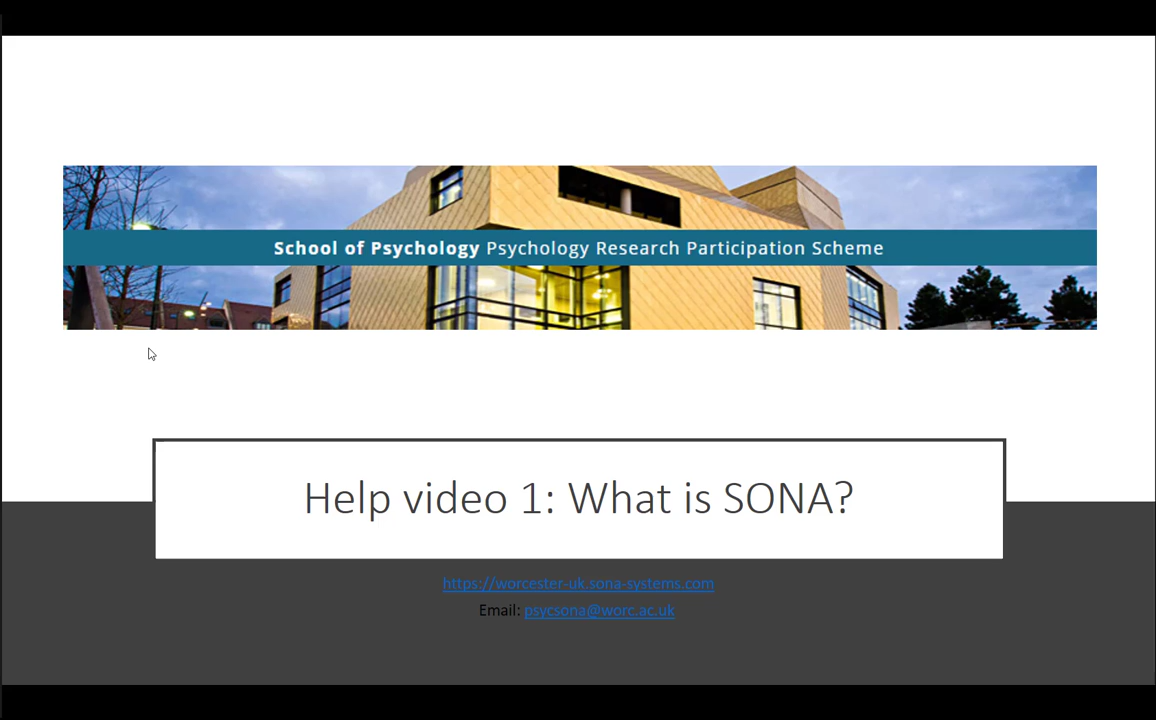 School of Psychology Psychology Research Participation Scheme
Help video 1: What is SONA?
https://worcester-uk.sona-systems.com
Email: psycsona@worc.ac.uk